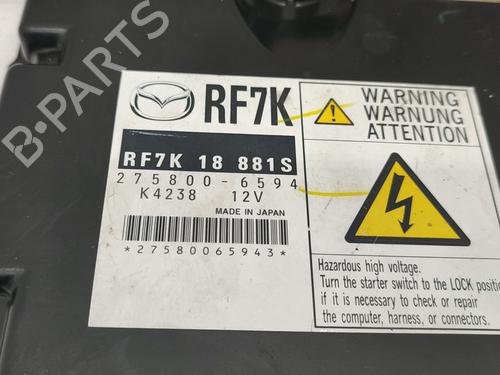 RF7K
WARNING
WARNUNG
ATTENTION
RF7K 18 881S
275800-6594
K4238 12V
MADE IN JAPAN
*27580065943*
Hazardous high voltage.
Turn the starter switch to the LOCK position
if it is necessary to check or repair
the computer, harness, or connectors.
B-PARTS